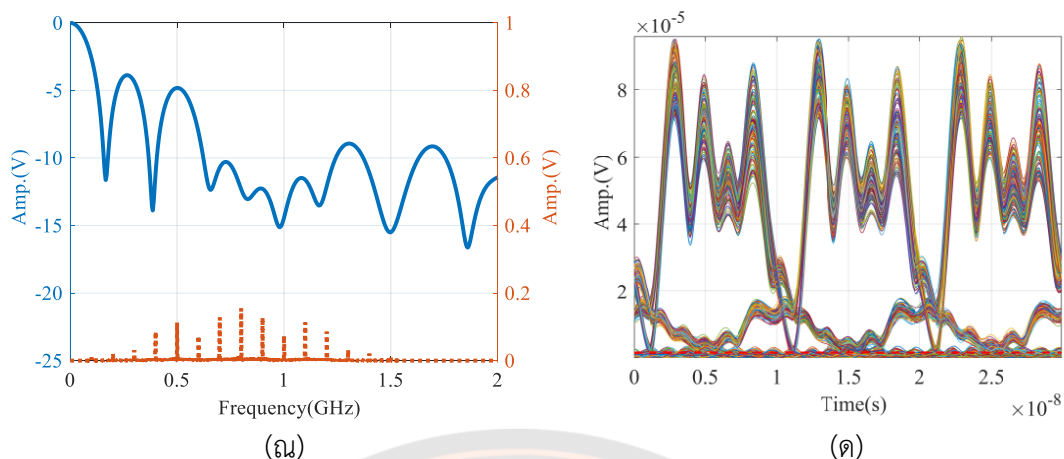 0
-5
-10
-15
-20
-25
Amp.(V)
1
0.8
0.6
0.4
0.2
0
Amp.(V)
0 0.5 1 1.5 2
Frequency(GHz)
(ฌ)
×10⁻⁵
8
6
4
2
Amp.(V)
0 0.5 1 1.5 2 2.5
Time(s)
×10⁻⁸
(ด)